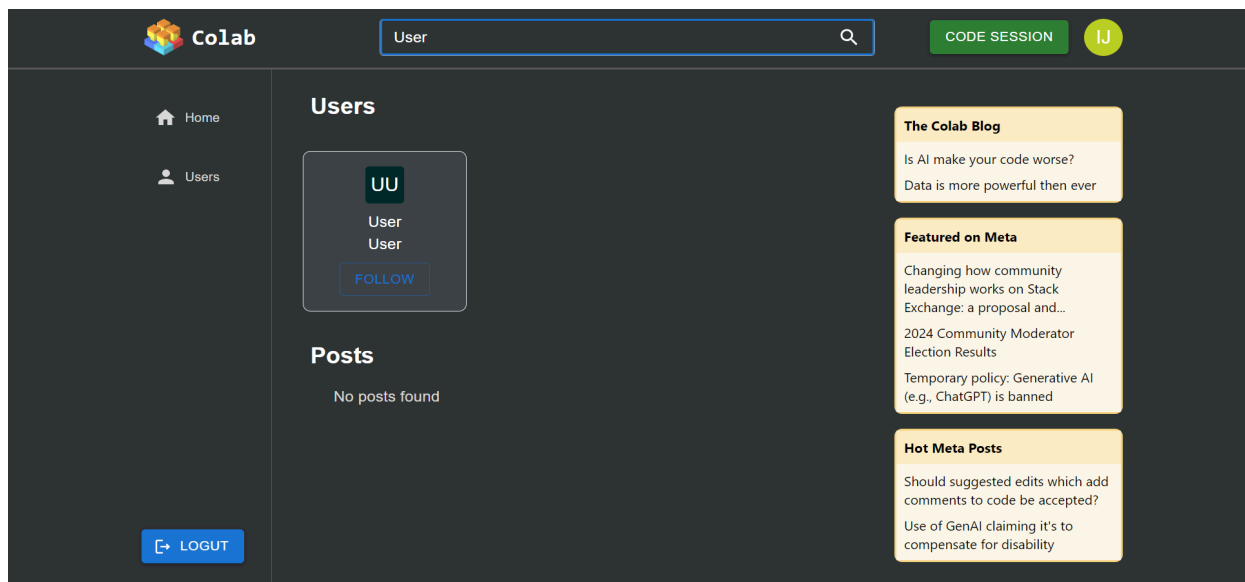 Colab
User
CODE SESSION
IJ
Home
Users
LOGUT
Users
UU
User
User
FOLLOW
Posts
No posts found
The Colab Blog
Is AI make your code worse?
Data is more powerful then ever
Featured on Meta
Changing how community
leadership works on Stack
Exchange: a proposal and...
2024 Community Moderator
Election Results
Temporary policy: Generative AI
(e.g., ChatGPT) is banned
Hot Meta Posts
Should suggested edits which add
comments to code be accepted?
Use of GenAI claiming it's to
compensate for disability